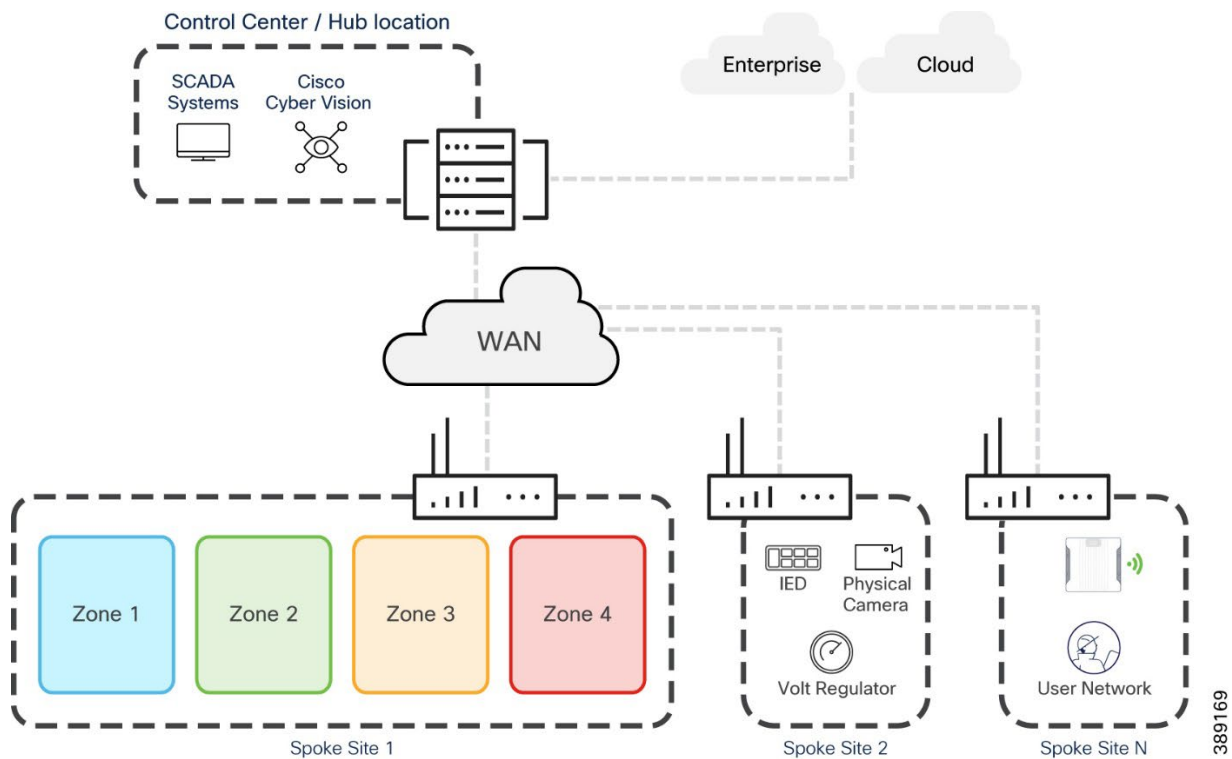 Control Center / Hub location
SCADA
Systems
Cisco
Cyber Vision
Enterprise
Cloud
WAN
Zone 1
Zone 2
Zone 3
Zone 4
IED
Physical
Camera
Volt Regulator
User Network
Spoke Site 1
Spoke Site 2
Spoke Site N
389169